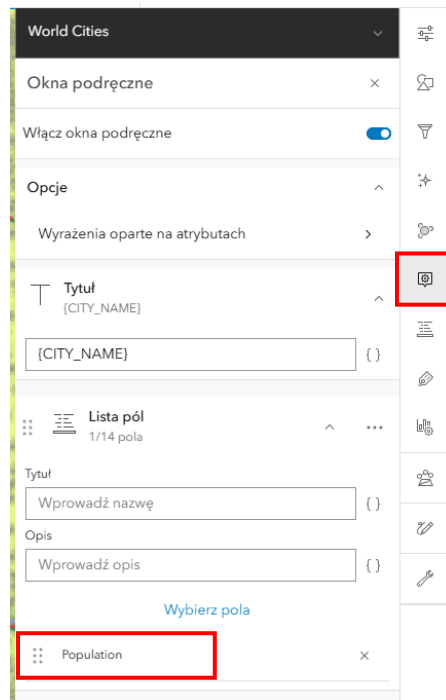 World Cities
Okna podręczne
Włącz okna podręczne
Opcje
Wyrażenia oparte na atrybutach
Tytuł
{CITY_NAME}
{CITY_NAME}
{ }
Lista pól
1/14 pola
Tytuł
Wprowadź nazwę
{ }
Opis
Wprowadź opis
{ }
Wybierz pola
Population